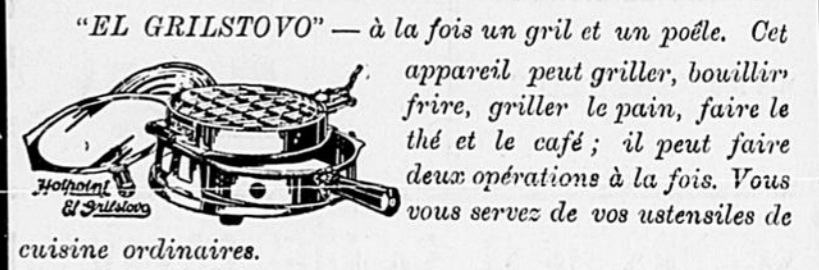 "EL GRILSTOVO" — à la fois un gril et un poêle. Cet
appareil peut griller, bouillir
frire, griller le pain, faire le
thé et le café ; il peut faire
deux opérations à la fois. Vous
vous servez de vos ustensiles de
cuisine ordinaires.
Hotpoint
El Grilstovo